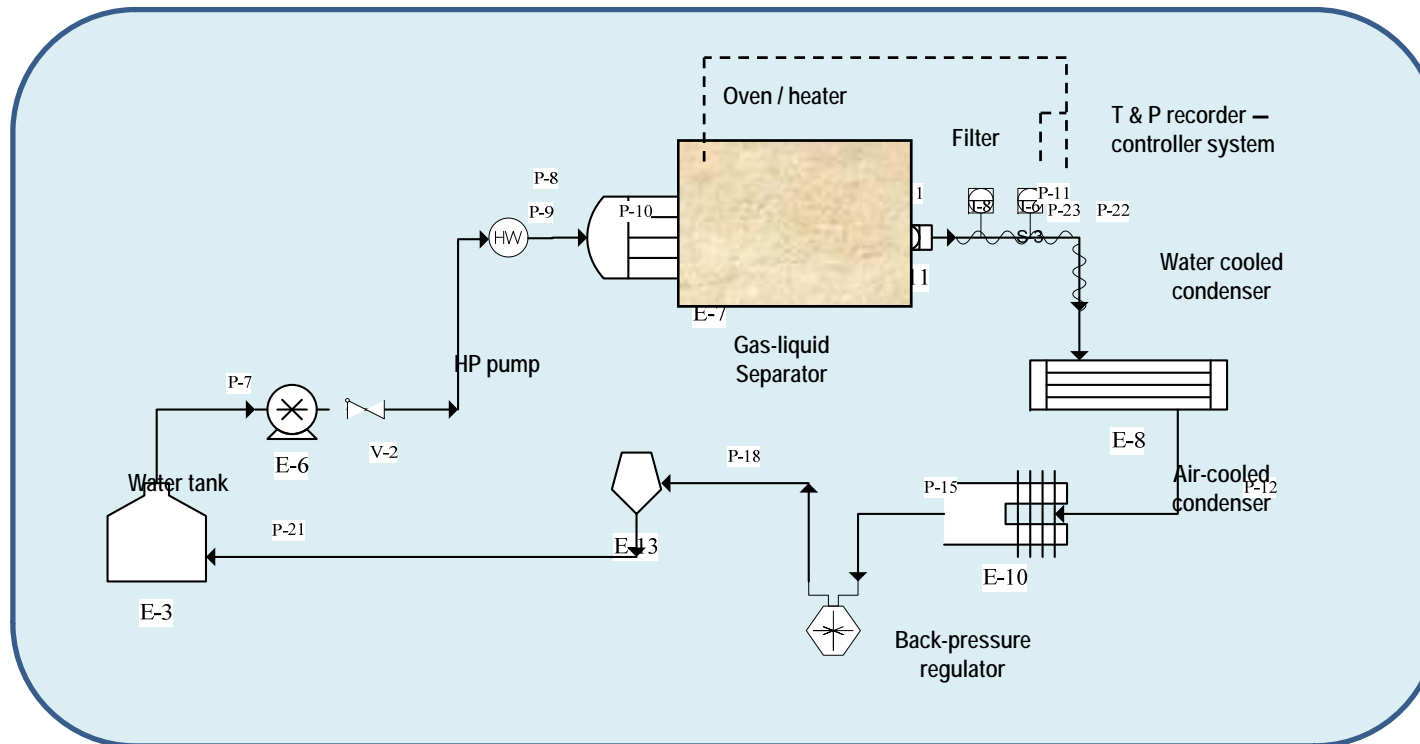 Oven / heater
T & P recorder –
controller system
Filter
P-8
P-9
HW
P-10
1
P-11
P-23
P-22
S-3
11
E-7
Water cooled
condenser
Gas-liquid
Separator
HP pump
P-7
E-6
V-2
E-8
Water tank
P-18
Air-cooled
condenser
P-15
P-12
P-21
E-13
E-10
E-3
Back-pressure
regulator